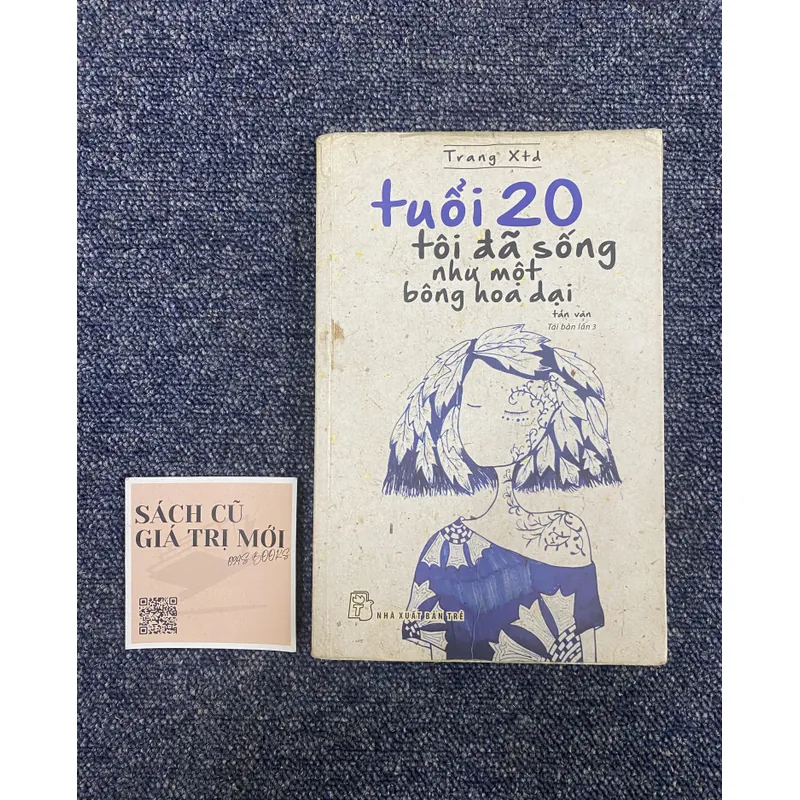 Trang Xtd
tuổi 20
tôi đã sống
như một
bông hoa dại
tản văn
Tái bản lần 3
NHÀ XUẤT BẢN TRẺ
SÁCH CŨ
GIÁ TRỊ MỚI